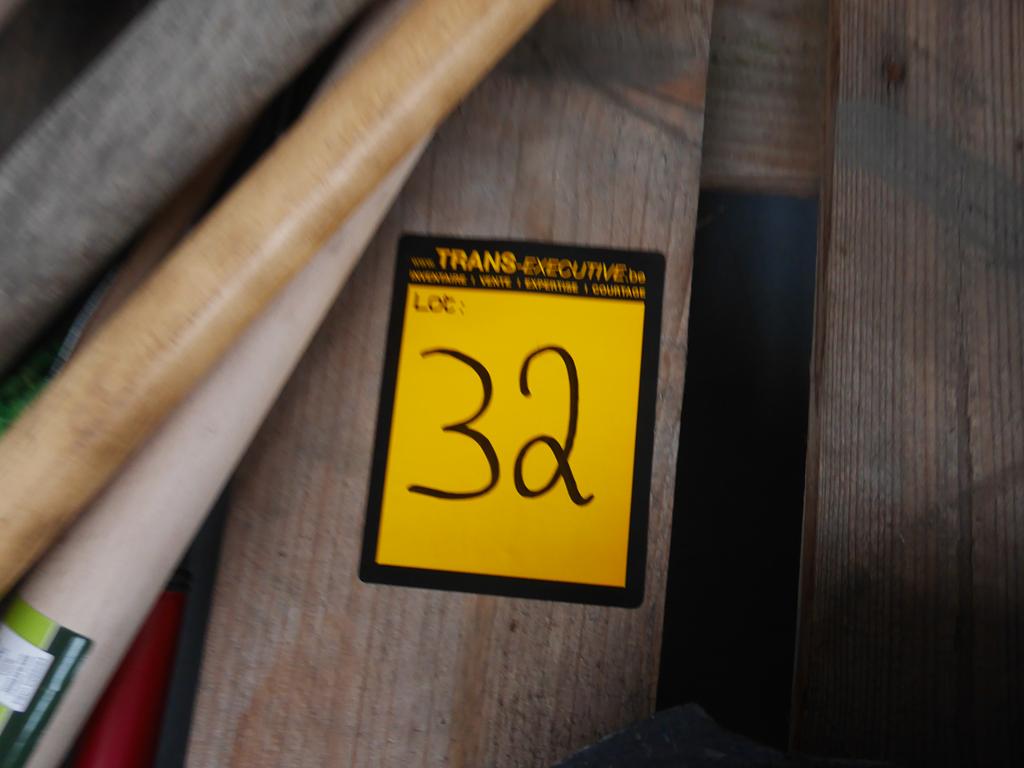 www.TRANS-EXECUTIVE.be
INVENTAIRE | VENTE | EXPERTISE | COURTAGE
Lot:
32